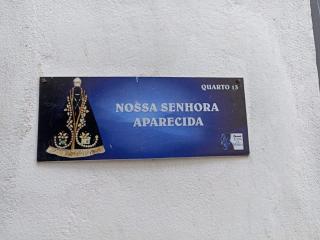 QUARTO 13
NOSSA SENHORA
APARECIDA